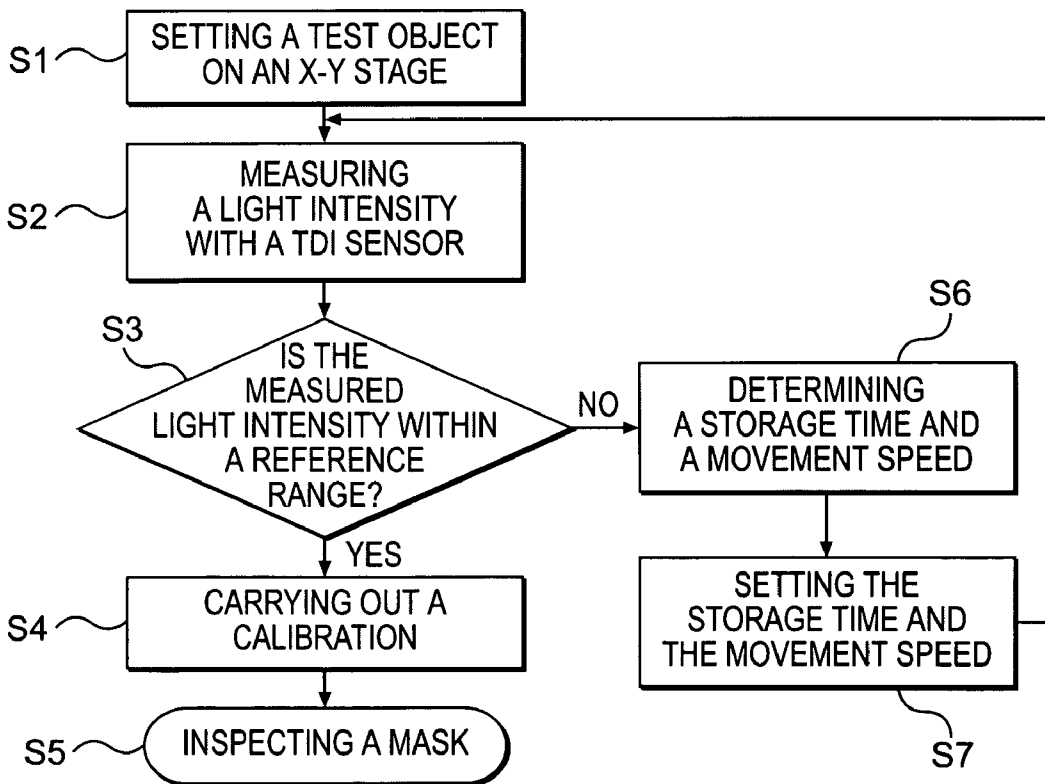 S1
SETTING A TEST OBJECT
ON AN X-Y STAGE
S2
MEASURING
A LIGHT INTENSITY
WITH A TDI SENSOR
S3
IS THE
MEASURED
LIGHT INTENSITY WITHIN
A REFERENCE
RANGE?
NO
YES
S4
CARRYING OUT A
CALIBRATION
S5
INSPECTING A MASK
S6
DETERMINING
A STORAGE TIME AND
A MOVEMENT SPEED
SETTING THE
STORAGE TIME AND
THE MOVEMENT SPEED
S7